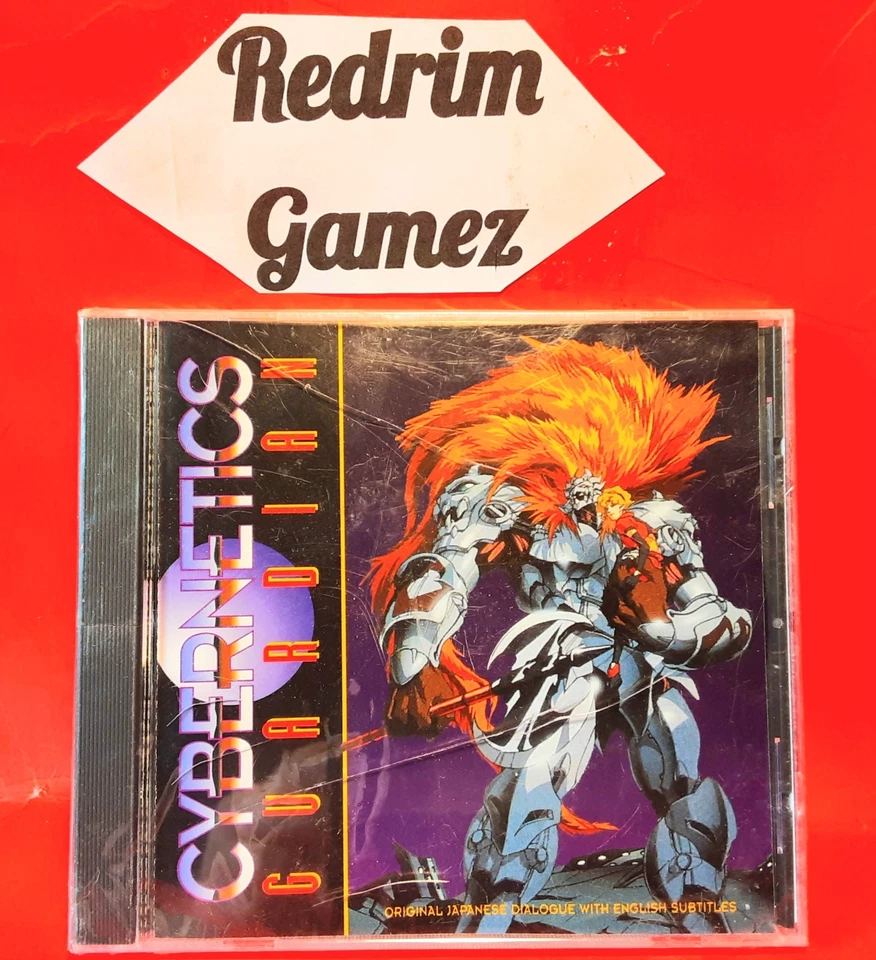 Redrim
Gamez
CYBERNETICS
GUARDIAN
ORIGINAL JAPANESE DIALOGUE WITH ENGLISH SUBTITLES